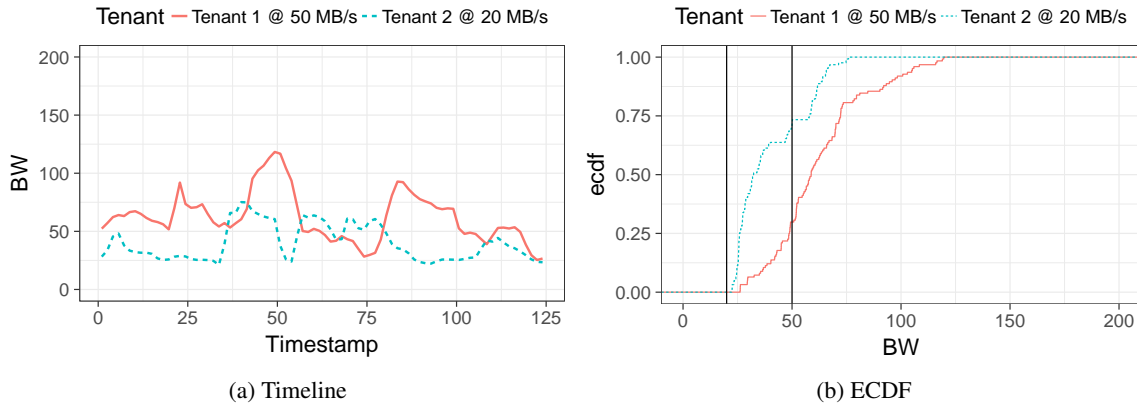 Tenant Tenant 1 @ 50 MB/s Tenant 2 @ 20 MB/s
200
150
100
50
0
BW
0 25 50 75 100 125
Timestamp
(a) Timeline
Tenant Tenant 1 @ 50 MB/s Tenant 2 @ 20 MB/s
1.00
0.75
0.50
0.25
0.00
ecdf
0 50 100 150 200
BW
(b) ECDF